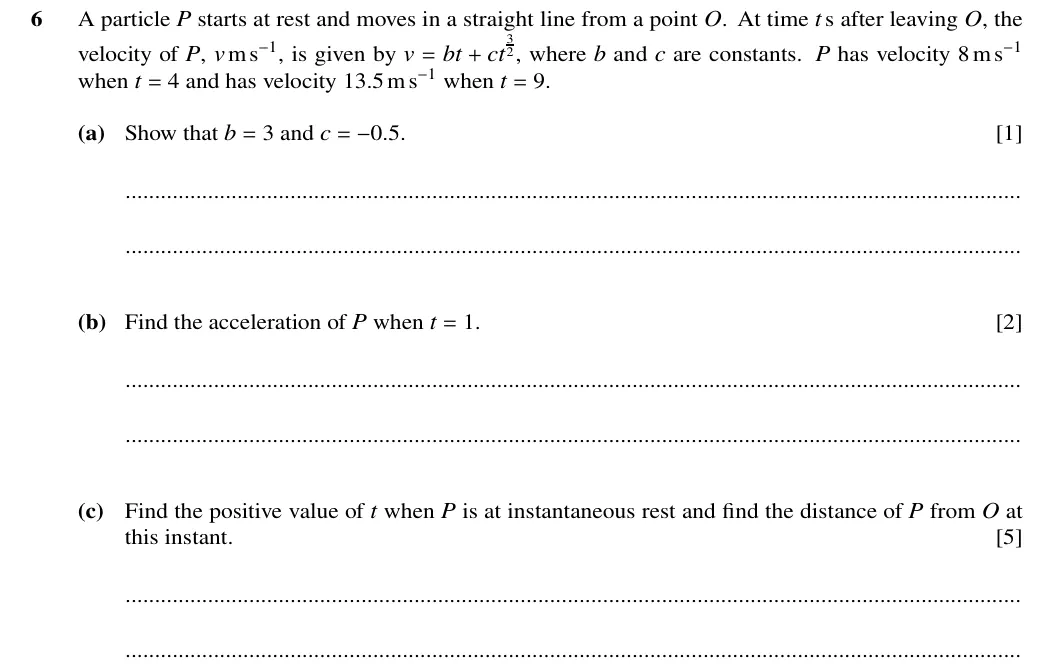 6 A particle P starts at rest and moves in a straight line from a point O. At time t s after leaving O, the
velocity of P, v m s⁻¹, is given by v = bt + ct^(3/2), where b and c are constants. P has velocity 8 m s⁻¹
when t = 4 and has velocity 13.5 m s⁻¹ when t = 9.
(a) Show that b = 3 and c = −0.5. [1]
(b) Find the acceleration of P when t = 1. [2]
(c) Find the positive value of t when P is at instantaneous rest and find the distance of P from O at
this instant. [5]